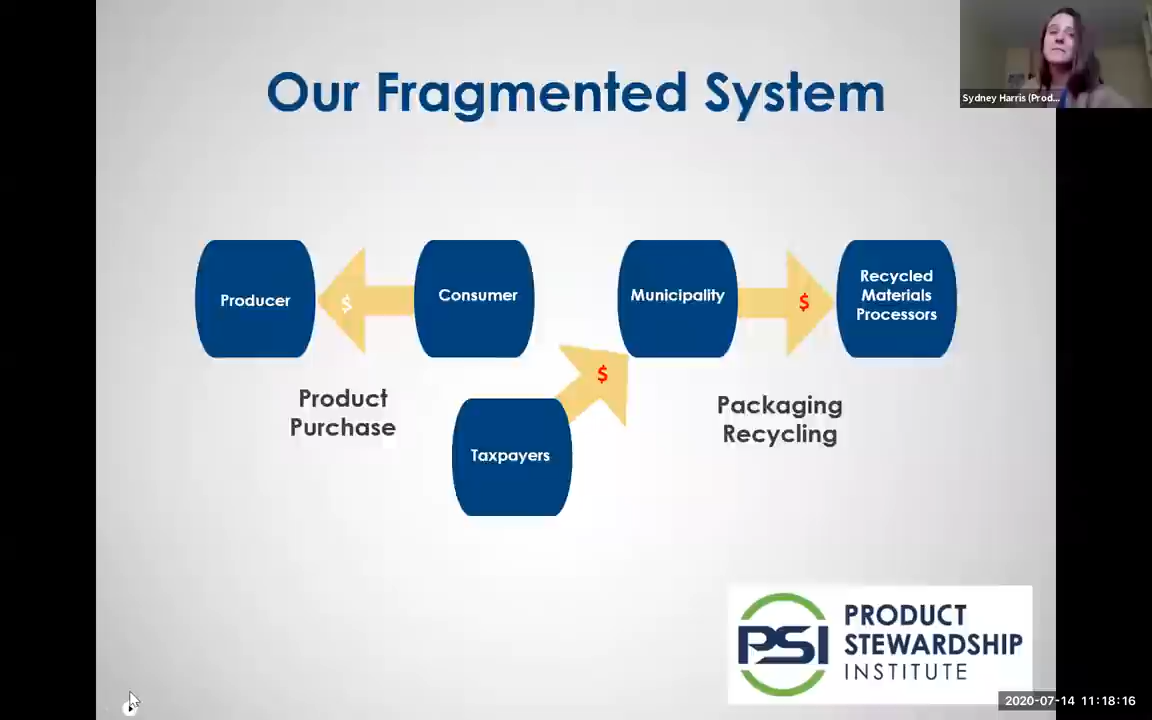 Our Fragmented System
Sydney Harris (Prod...
Producer
$
Consumer
Municipality
$
Recycled
Materials
Processors
$
Product
Purchase
Taxpayers
Packaging
Recycling
PSI
PRODUCT
STEWARDSHIP
INSTITUTE
2020-07-14 11:18:16